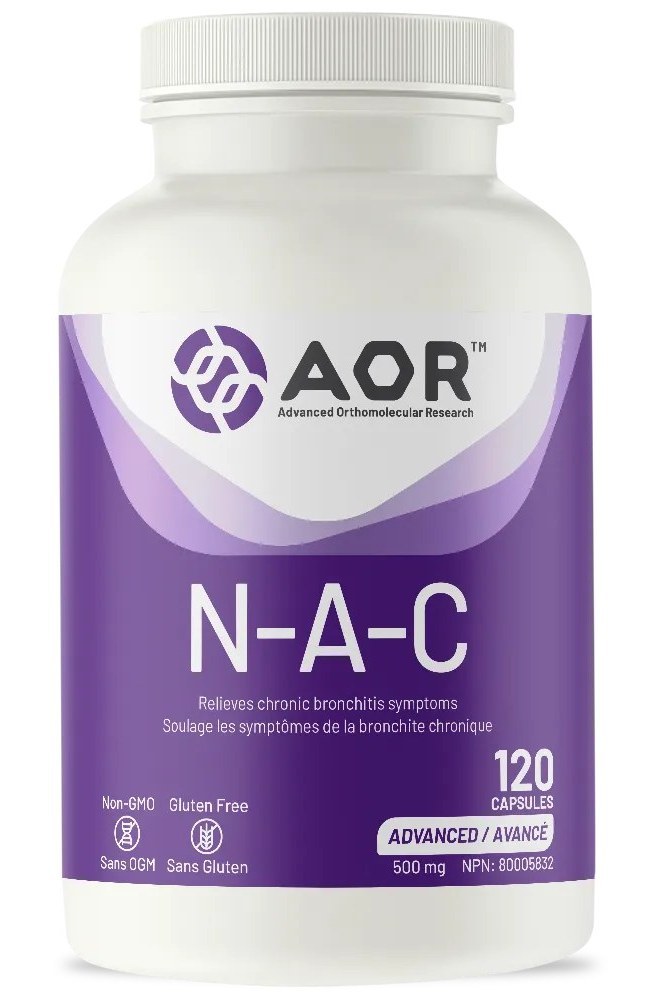 AOR™
Advanced Orthomolecular Research
N-A-C
Relieves chronic bronchitis symptoms
Soulage les symptômes de la bronchite chronique
120
CAPSULES
Non-GMO Gluten Free
ADVANCED / AVANCÉ
Sans OGM Sans Gluten
500 mg NPN: 80005832